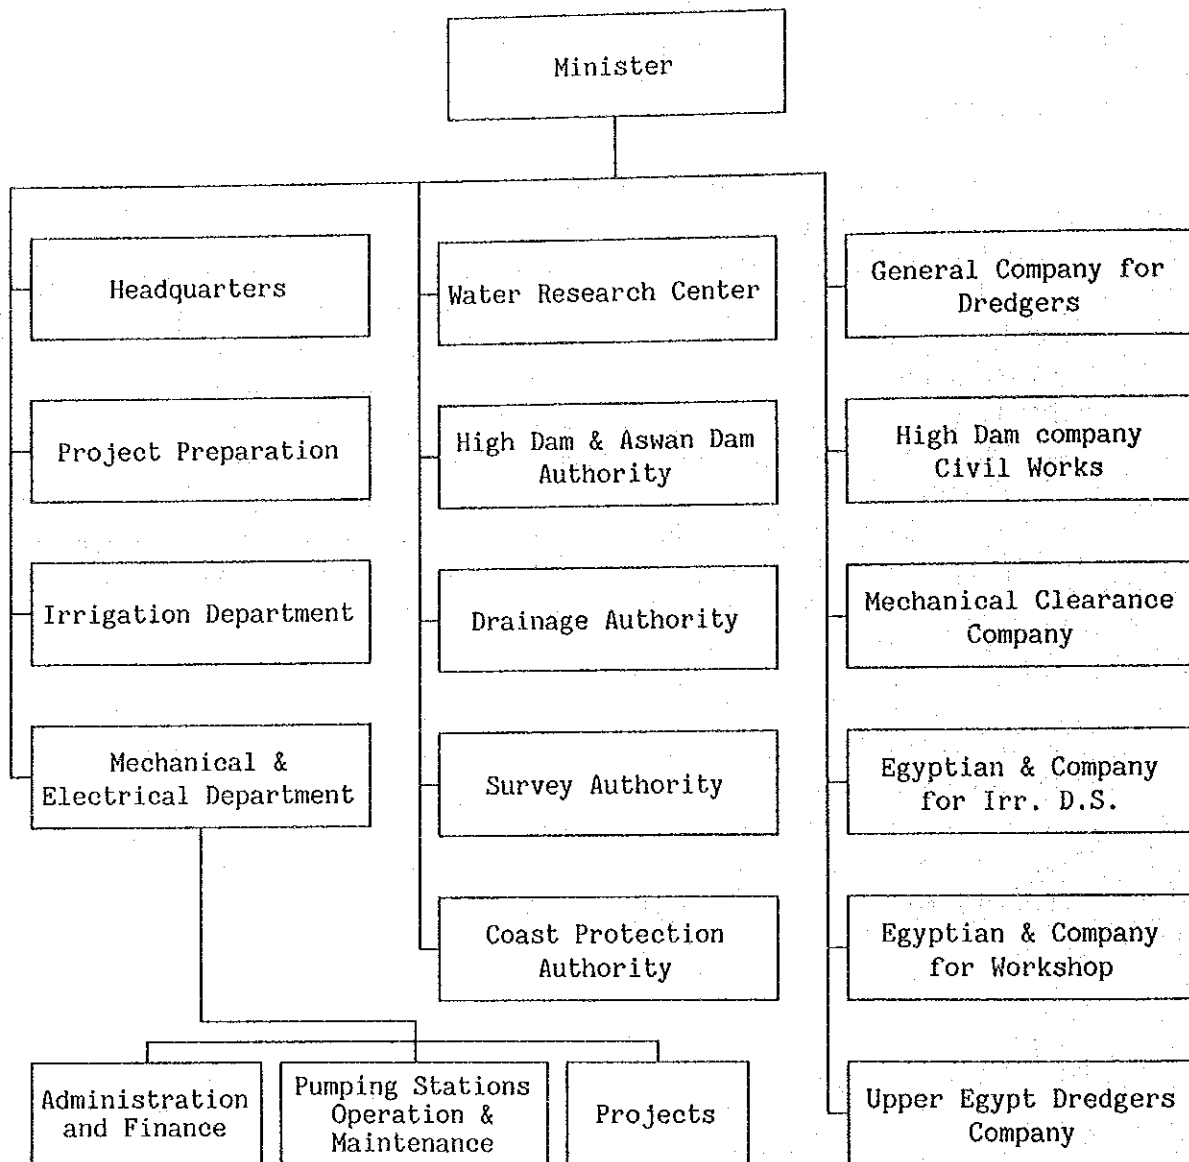 Minister
Headquarters
Project Preparation
Irrigation Department
Mechanical &
Electrical Department
Water Research Center
High Dam & Aswan Dam
Authority
Drainage Authority
Survey Authority
Coast Protection
Authority
General Company for
Dredgers
High Dam company
Civil Works
Mechanical Clearance
Company
Egyptian & Company
for Irr. D.S.
Egyptian & Company
for Workshop
Upper Egypt Dredgers
Company
Administration
and Finance
Pumping Stations
Operation &
Maintenance
Projects